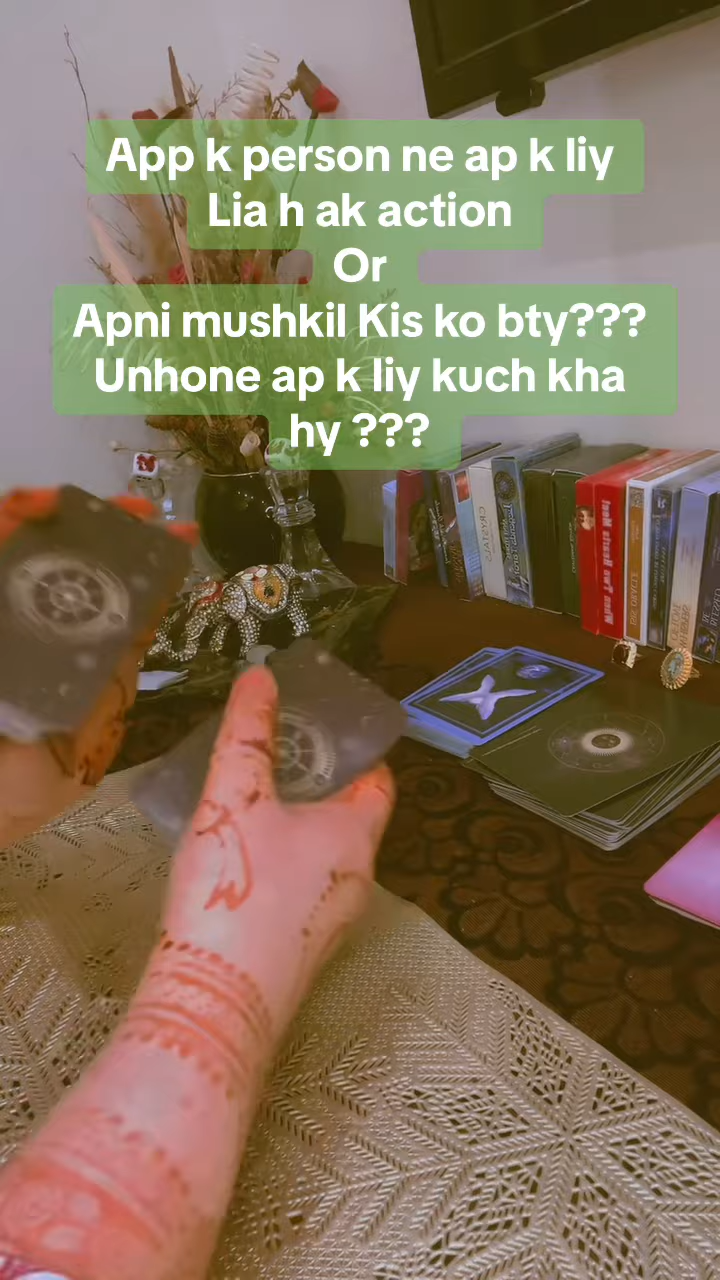 App k person ne ap k liy
Lia h ak action
Or
Apni mushkil Kis ko bty???
Unhone ap k liy kuch kha
hy ???
CRYSTALS